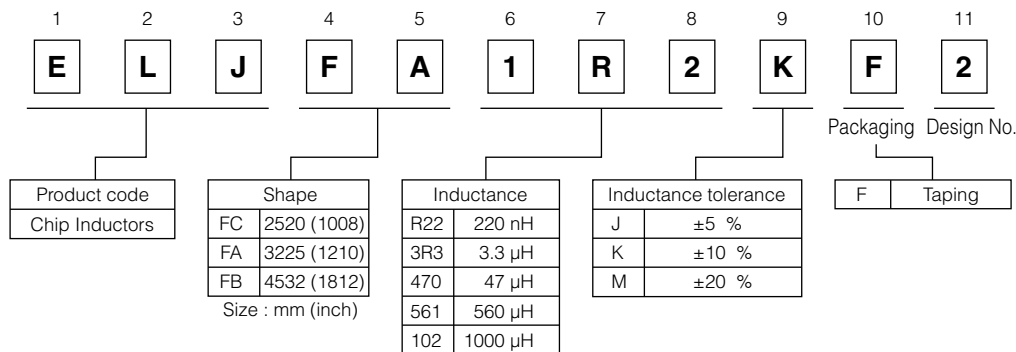 1 2 3 4 5 6 7 8 9 10 11
E L J F A 1 R 2 K F 2
Packaging Design No.
Product code
Chip Inductors
Shape
FC 2520 (1008)
FA 3225 (1210)
FB 4532 (1812)
Size : mm (inch)
Inductance
R22 220 nH
3R3 3.3 µH
470 47 µH
561 560 µH
102 1000 µH
Inductance tolerance
J ±5 %
K ±10 %
M ±20 %
F Taping